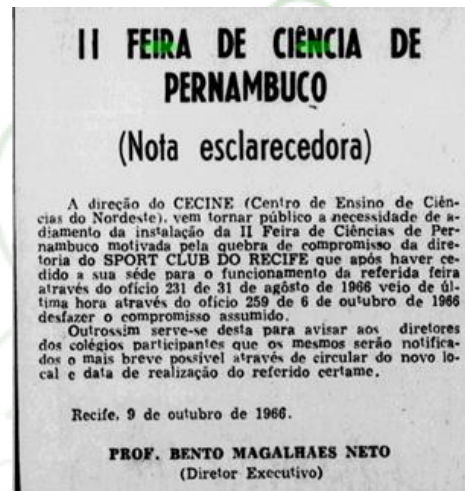 II FEIRA DE CIÊNCIA DE
PERNAMBUCO
(Nota esclarecedora)
A direção do CECINE (Centro de Ensino de Ciên-
cias do Nordeste), vem tornar público a necessidade de a-
diamento da instalação da II Feira de Ciências de Per-
nambuco motivada pela quebra de compromisso da dire-
toria do SPORT CLUB DO RECIFE que após haver ce-
dido a sua séde para o funcionamento da referida feira
através do ofício 231 de 31 de agôsto de 1966 veio de úl-
tima hora através do ofício 259 de 6 de outubro de 1966
desfazer o compromisso assumido.
Outrossim serve-se desta para avisar aos diretores
dos colégios participantes que os mesmos serão notifica-
dos o mais breve possivel através de circular do novo lo-
cal e data de realização do referido certame.
Recife, 9 de outubro de 1966.
PROF. BENTO MAGALHAES NETO
(Diretor Executivo)